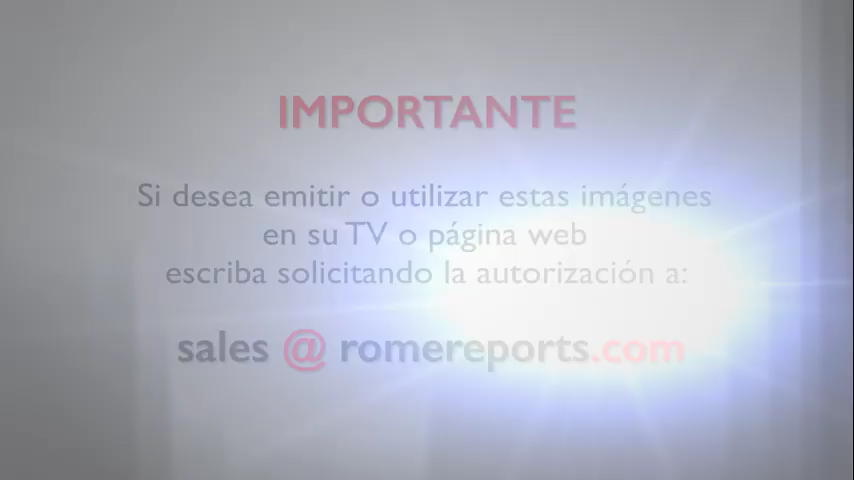 IMPORTANTE
Si desea emitir o utilizar estas imágenes
en su TV o página web
escriba solicitando la autorización a:
sales @ romereports.com